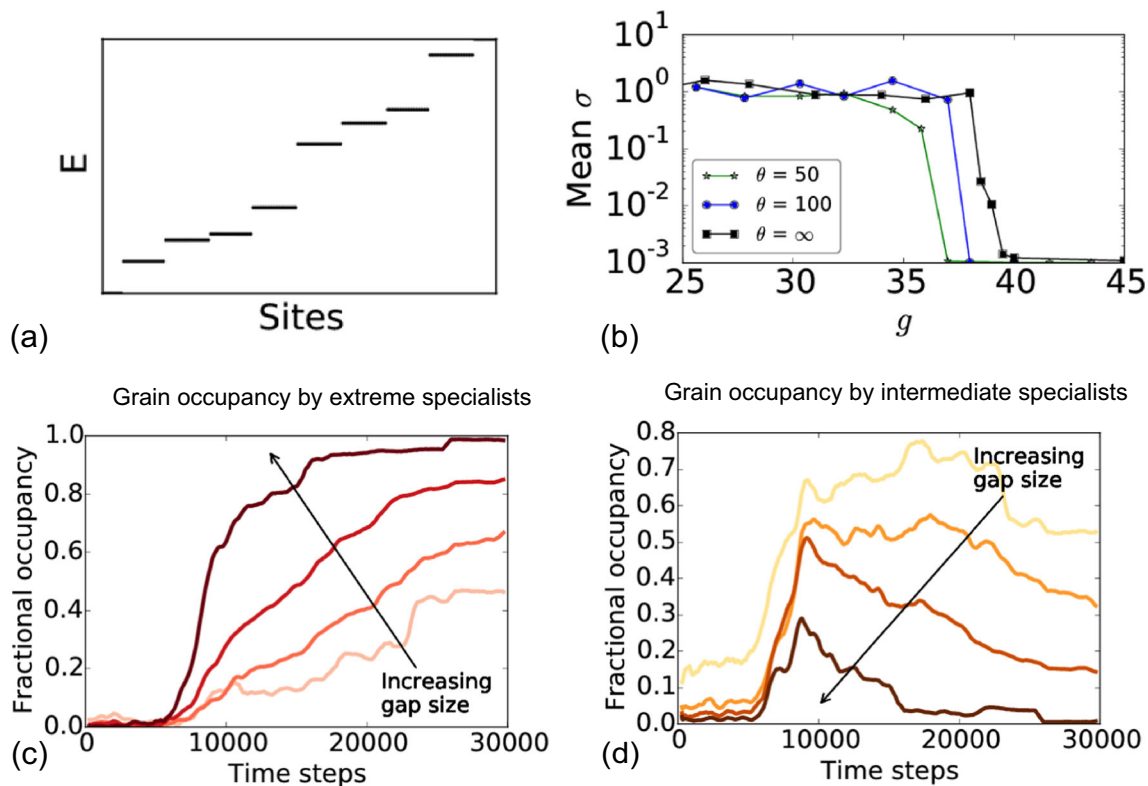 E
Sites
(a)
10^1
10^0
10^-1
10^-2
10^-3
Mean σ
θ = 50
θ = 100
θ = ∞
25 30 35 40 45
g
(b)
Grain occupancy by extreme specialists
1.0
0.8
0.6
0.4
0.2
0.0
Fractional occupancy
Increasing
gap size
0 10000 20000 30000
Time steps
(c)
Grain occupancy by intermediate specialists
0.8
0.7
0.6
0.5
0.4
0.3
0.2
0.1
0.0
Fractional occupancy
Increasing
gap size
0 10000 20000 30000
Time steps
(d)